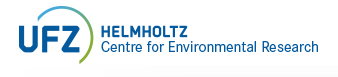 UFZ HELMHOLTZ
Centre for Environmental Research